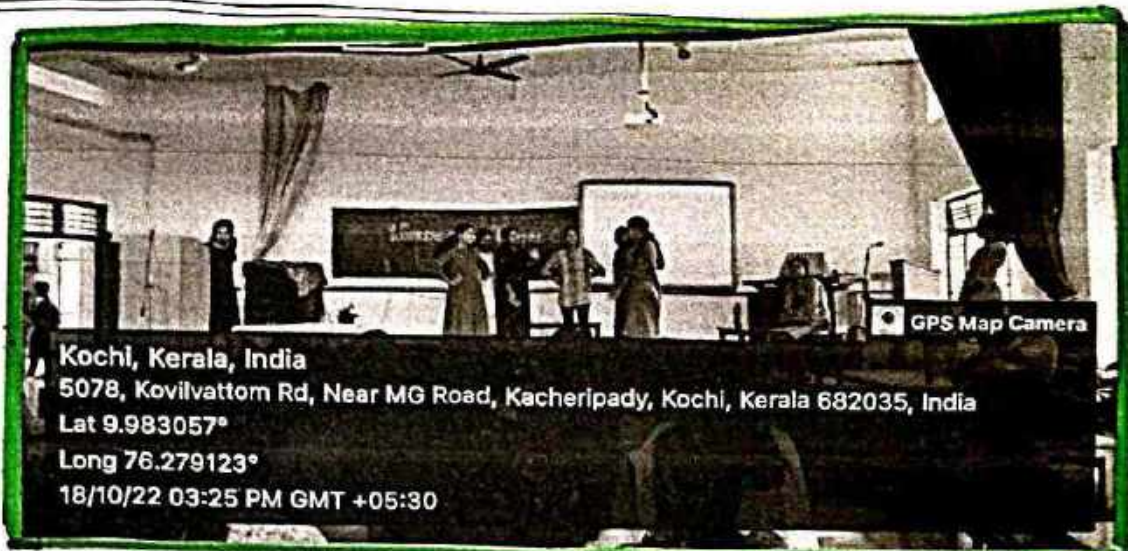 GPS Map Camera
Kochi, Kerala, India
5078, Kovilvattom Rd, Near MG Road, Kacheripady, Kochi, Kerala 682035, India
Lat 9.983057°
Long 76.279123°
18/10/22 03:25 PM GMT +05:30